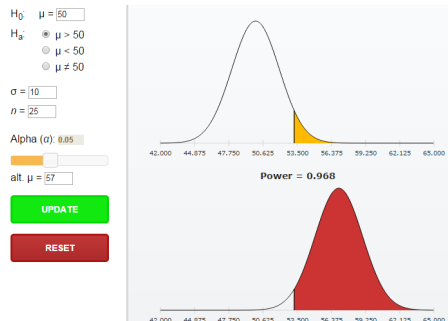 H0: μ = 50
Ha: μ > 50
μ < 50
μ ≠ 50
σ = 10
n = 25
Alpha (α): 0.05
alt. μ = 57
UPDATE
RESET
42.000 44.875 47.750 50.625 53.500 56.375 59.250 62.125 65.000
Power = 0.968
42.000 44.875 47.750 50.625 53.500 56.375 59.250 62.125 65.000